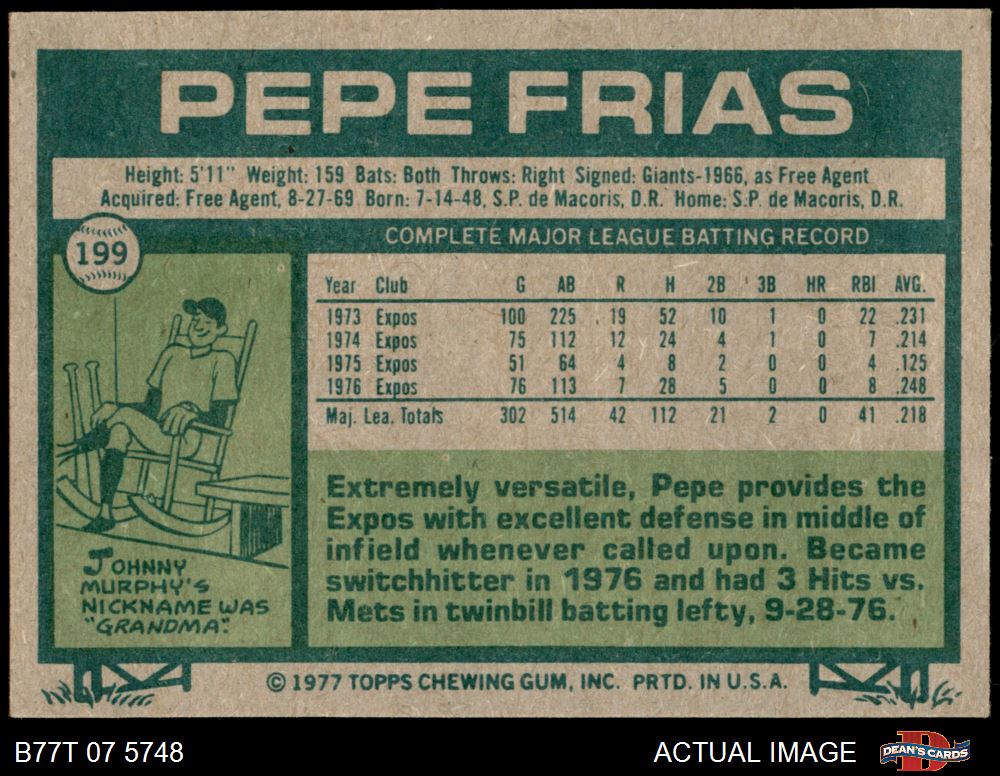 PEPE FRIAS
Height: 5'11" Weight: 159 Bats: Both Throws: Right Signed: Giants-1966, as Free Agent
Acquired: Free Agent, 8-27-69 Born: 7-14-48, S.P. de Macoris, D.R. Home: S.P. de Macoris, D.R.
199
COMPLETE MAJOR LEAGUE BATTING RECORD
Year Club G AB R H 2B 3B HR RBI AVG.
1973 Expos 100 225 19 52 10 1 0 22 .231
1974 Expos 75 112 12 24 4 1 0 7 .214
1975 Expos 51 64 4 8 2 0 0 4 .125
1976 Expos 76 113 7 28 5 0 0 8 .248
Maj. Lea. Totals 302 514 42 112 21 2 0 41 .218
JOHNNY
MURPHY'S
NICKNAME WAS
"GRANDMA".
Extremely versatile, Pepe provides the
Expos with excellent defense in middle of
infield whenever called upon. Became
switchhitter in 1976 and had 3 Hits vs.
Mets in twinbill batting lefty, 9-28-76.
© 1977 TOPPS CHEWING GUM, INC. PRTD. IN U.S.A.
B77T 07 5748
ACTUAL IMAGE
DEAN'S CARDS